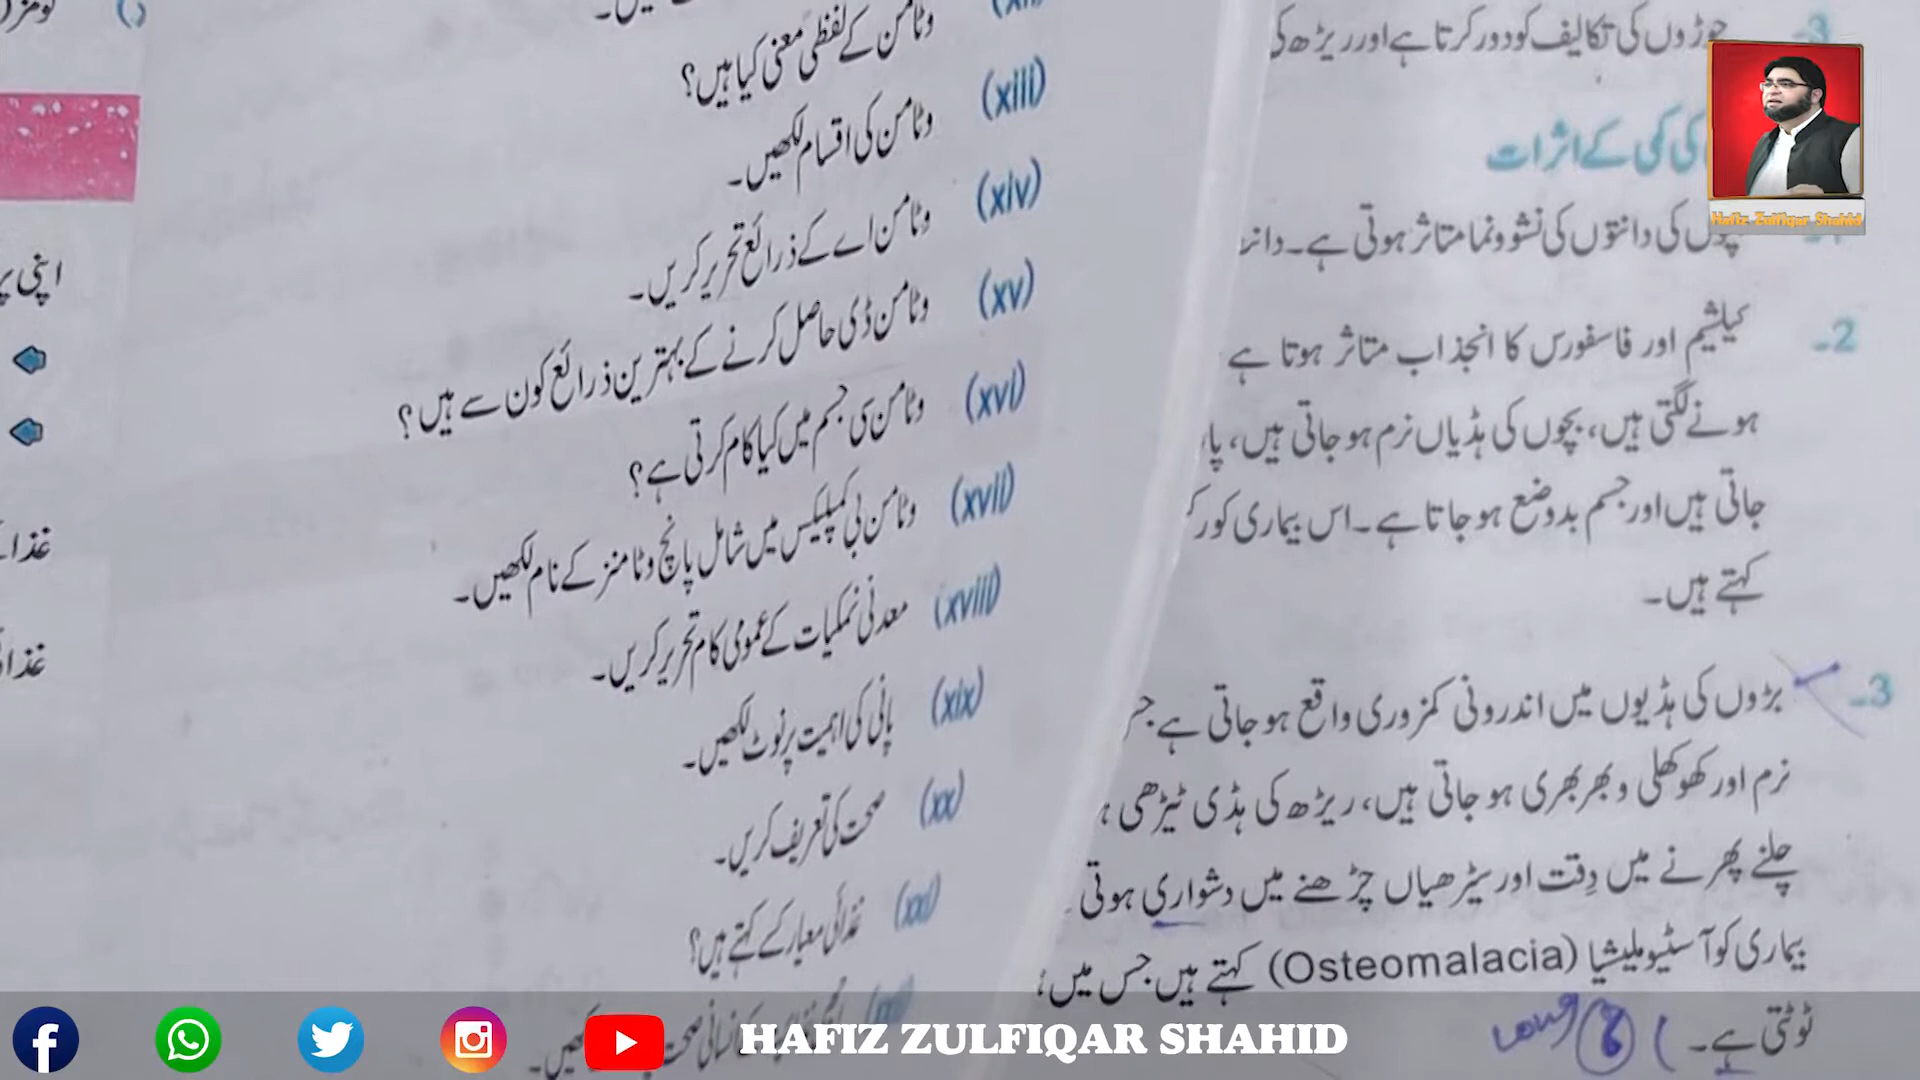 3۔ جوڑوں کی تکالیف کو دور کرتا ہے اور ریڑھ کی
کی کمی کے اثرات
کی دانتوں کی نشوونما متاثر ہوتی ہے۔
2۔ کیلشیم اور فاسفورس کا انجذاب متاثر ہوتا ہے
ہونے لگتی ہیں، بچوں کی ہڈیاں نرم ہو جاتی ہیں،
جاتی ہیں اور جسم بدوضع ہو جاتا ہے۔ اس بیماری کو
کہتے ہیں۔
3۔ بڑوں کی ہڈیوں میں اندرونی کمزوری واقع ہو جاتی ہے
نرم اور کھوکھلی و بھربھری ہو جاتی ہیں، ریڑھ کی ہڈی ٹیڑھی
چلنے پھرنے میں دِقت اور سیڑھیاں چڑھنے میں دشواری ہوتی
بیماری کو آسٹیوملیشیا (Osteomalacia) کہتے ہیں جس میں
ٹوٹتی ہے۔
وٹامن کے لفظی معنی کیا ہیں؟
(xiii) وٹامن کی اقسام لکھیں۔
(xiv) وٹامن اے کے ذرائع تحریر کریں۔
(xv) وٹامن ڈی حاصل کرنے کے بہترین ذرائع کون سے ہیں؟
(xvi) وٹامن سی جسم میں کیا کام کرتی ہے؟
(xvii) وٹامن بی کمپلیکس میں شامل پانچ وٹامنز کے نام لکھیں۔
(xviii) معدنی نمکیات کے عمومی کام تحریر کریں۔
(xix) پانی کی اہمیت پر نوٹ لکھیں۔
(xx) صحت کی تعریف کریں۔
(xxi) غذائی معیار کسے کہتے ہیں؟
اپنی
Hafiz Zulfiqar Shahid
HAFIZ ZULFIQAR SHAHID